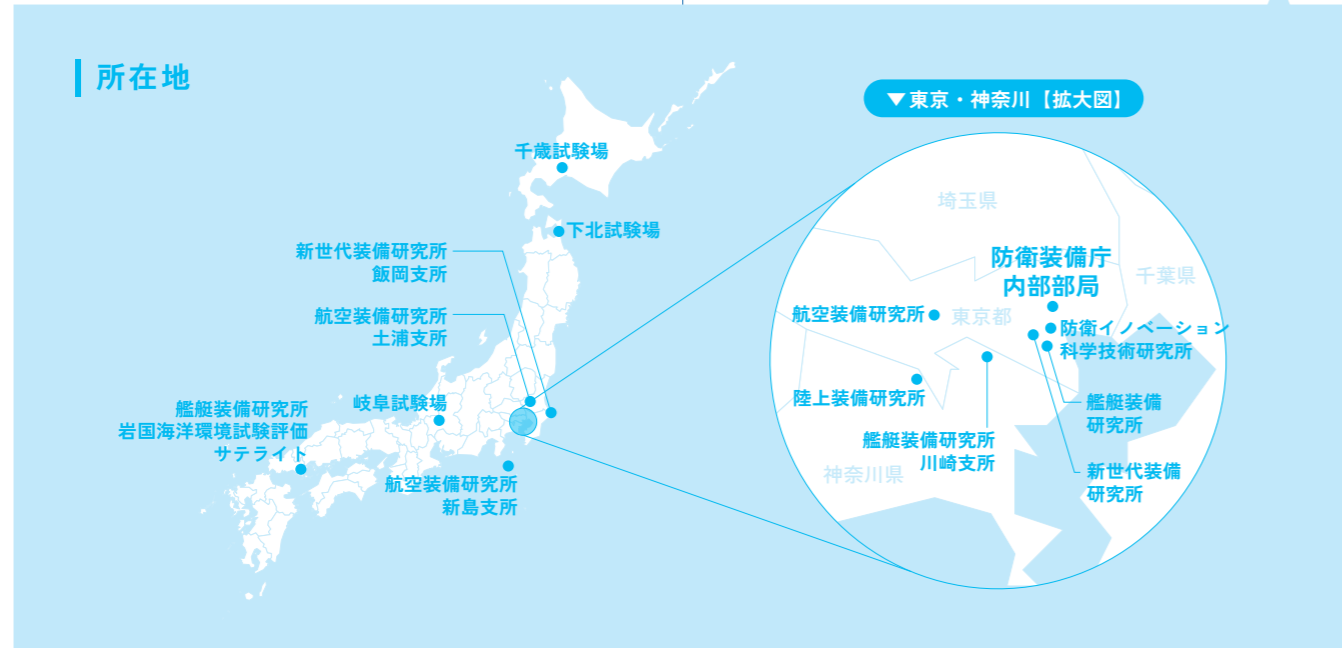 所在地
千歳試験場
下北試験場
新世代装備研究所
飯岡支所
航空装備研究所
土浦支所
岐阜試験場
艦艇装備研究所
岩国海洋環境試験評価
サテライト
航空装備研究所
新島支所
▼東京・神奈川【拡大図】
埼玉県
千葉県
東京都
神奈川県
防衛装備庁
内部部局
航空装備研究所
防衛イノベーション
科学技術研究所
陸上装備研究所
艦艇装備
研究所
艦艇装備研究所
川崎支所
新世代装備
研究所